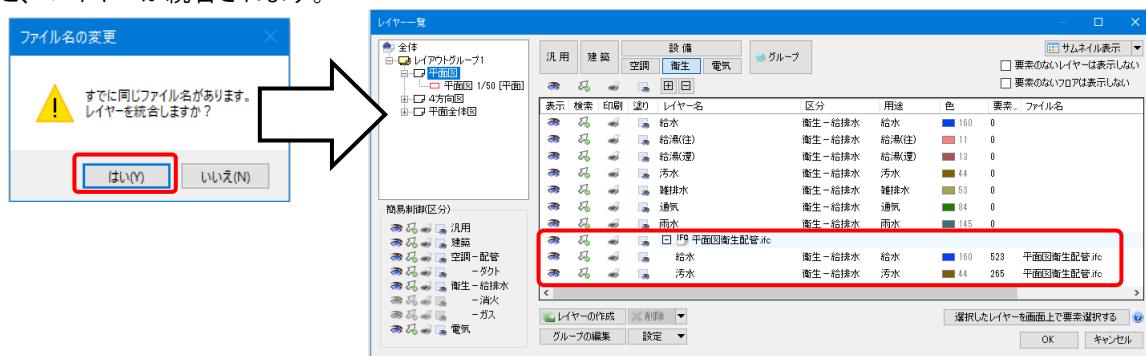 ファイル名の変更
すでに同じファイル名があります。
レイヤーを統合しますか？
はい(Y) いいえ(N)
レイヤー一覧
全体
レイアウトグループ1
平面図
平面図 1/50 [平面]
4方向図
平面全体図
簡易制御(区分)
汎用
建築
空調－配管
－ダクト
衛生－給排水
－消火
－ガス
電気
汎用 建築 設備 グループ
空調 衛生 電気
サムネイル表示
要素のないレイヤーは表示しない
要素のないフロアは表示しない
表示 検索 印刷 塗り レイヤー名 区分 用途 色 要素.. ファイル名
給水 衛生－給排水 給水 160 0
給湯(往) 衛生－給排水 給湯(往) 11 0
給湯(還) 衛生－給排水 給湯(還) 13 0
汚水 衛生－給排水 汚水 44 0
雑排水 衛生－給排水 雑排水 53 0
通気 衛生－給排水 通気 84 0
雨水 衛生－給排水 雨水 145 0
IFC 平面図衛生配管.ifc
給水 衛生－給排水 給水 160 523 平面図衛生配管.ifc
汚水 衛生－給排水 汚水 44 265 平面図衛生配管.ifc
レイヤーの作成 削除 選択したレイヤーを画面上で要素選択する
グループの編集 設定 OK キャンセル